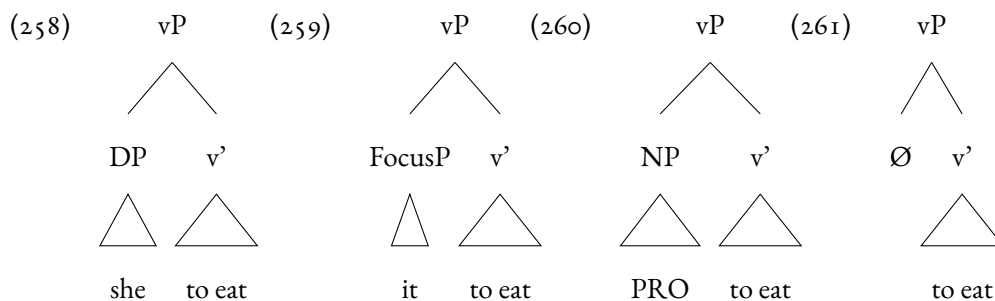 (258) vP (259) vP (260) vP (261) vP
DP v’ FocusP v’ NP v’ Ø v’
she to eat it to eat PRO to eat to eat